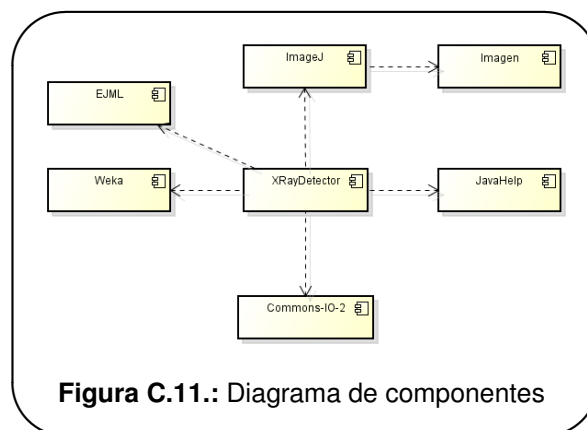 ImageJ
Imagen
EJML
Weka
XRayDetector
JavaHelp
Commons-IO-2
Figura C.11.: Diagrama de componentes